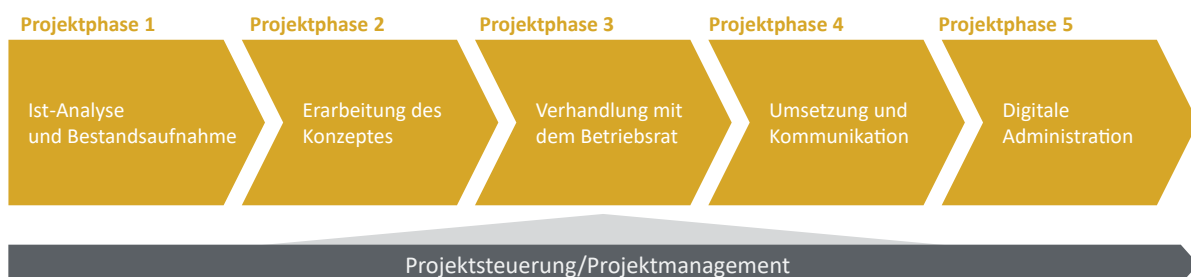 Projektphase 1
Projektphase 2
Projektphase 3
Projektphase 4
Projektphase 5
Ist-Analyse
und Bestandsaufnahme
Erarbeitung des
Konzeptes
Verhandlung mit
dem Betriebsrat
Umsetzung und
Kommunikation
Digitale
Administration
Projektsteuerung/Projektmanagement